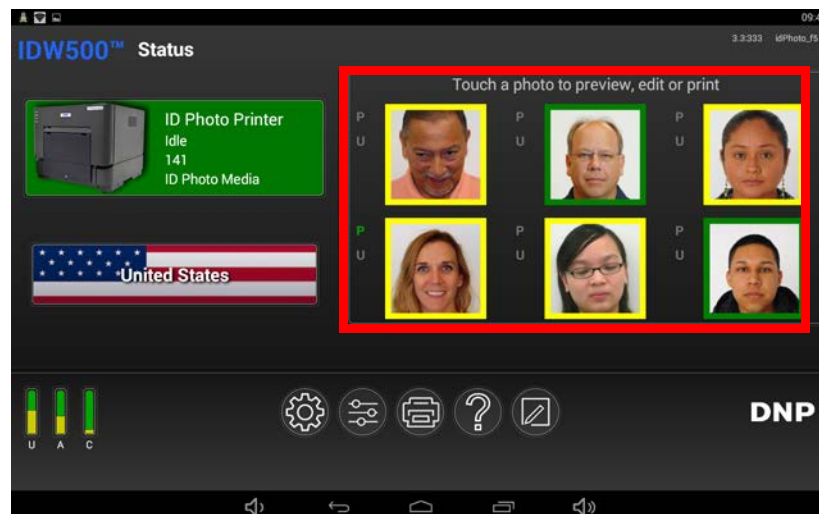 09:4
IDW500™ Status
3.3:333 idPhoto_f5
Touch a photo to preview, edit or print
ID Photo Printer
Idle
141
ID Photo Media
P
U
P
U
P
U
United States
P
U
P
U
P
U
U A C
DNP